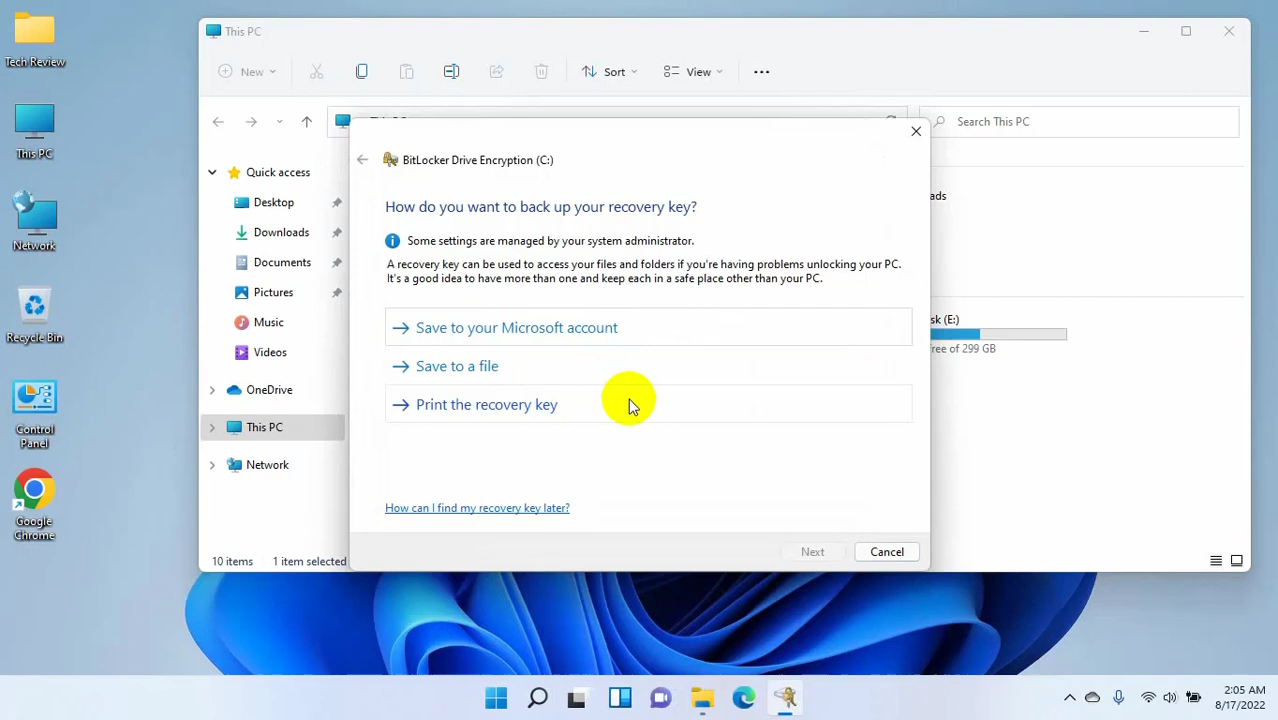 Tech Review
This PC
Network
Recycle Bin
Control
Panel
Google
Chrome
This PC
New
Sort
View
Search This PC
Quick access
Desktop
Downloads
Documents
Pictures
Music
Videos
OneDrive
This PC
Network
10 items
1 item selected
BitLocker Drive Encryption (C:)
How do you want to back up your recovery key?
Some settings are managed by your system administrator.
A recovery key can be used to access your files and folders if you're having problems unlocking your PC.
It's a good idea to have more than one and keep each in a safe place other than your PC.
Save to your Microsoft account
Save to a file
Print the recovery key
How can I find my recovery key later?
Next
Cancel
ads
sk (E:)
free of 299 GB
2:05 AM
8/17/2022